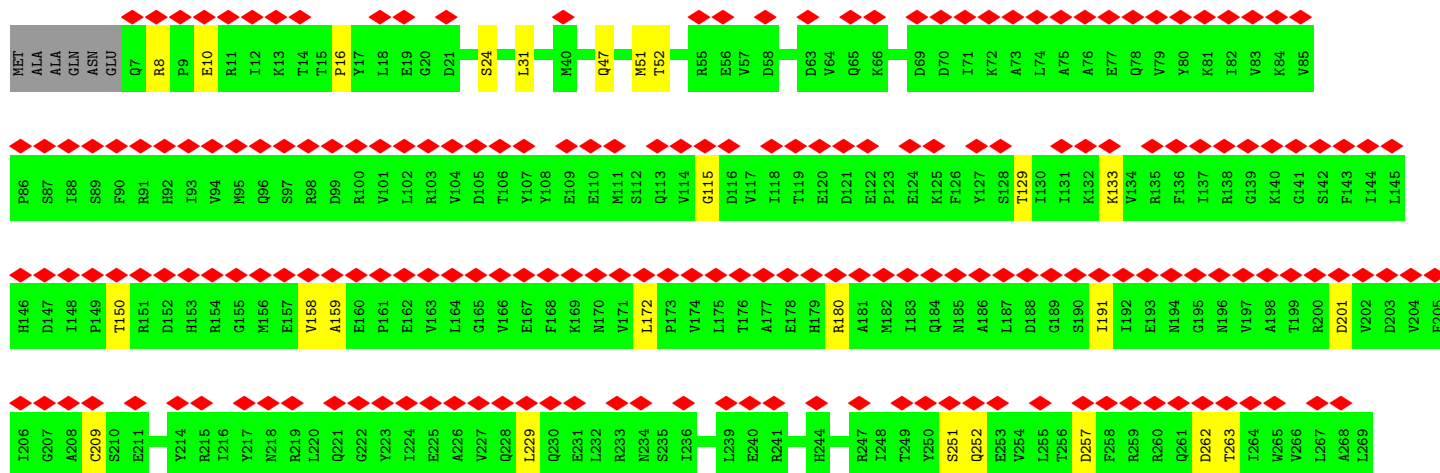 MET ALA ALA GLN ASN GLU Q7 R8 P9 E10 R11 I12 K13 T14 T15 P16 Y17 L18 E19 G20 D21 S24 L31 M40 Q47 M51 T52 R55 E56 V57 D58 D63 V64 Q65 K66 D69 D70 I71 K72 A73 L74 A75 A76 E77 Q78 V79 Y80 K81 I82 V83 K84 V85
P86 S87 I88 S89 F90 R91 H92 I93 V94 M95 Q96 S97 R98 D99 R100 V101 L102 R103 V104 D105 T106 Y107 Y108 E109 E110 M111 S112 Q113 V114 G115 D116 V117 I118 T119 E120 D121 E122 P123 E124 K125 F126 Y127 S128 T129 I130 I131 K132 K133 V134 R135 F136 I137 R138 G139 K140 G141 S142 F143 I144 L145
H146 D147 I148 P149 T150 R151 D152 H153 R154 G155 M156 E157 V158 A159 E160 P161 E162 V163 L164 G165 V166 E167 F168 K169 N170 V171 L172 P173 V174 L175 T176 A177 E178 H179 R180 A181 M182 I183 Q184 N185 A186 L187 D188 G189 S190 I191 I192 E193 N194 G195 N196 V197 A198 T199 R200 D201 V202 D203 V204
I206 G207 A208 C209 S210 E211 Y214 R215 I216 Y217 N218 R219 L220 Q221 G222 Y223 I224 E225 A226 V227 Q228 L229 Q230 E231 L232 R233 N234 S235 I236 L239 E240 R241 H244 R247 I248 T249 Y250 S251 Q252 E253 V254 L255 T256 D257 F258 R259 R260 Q261 D262 T263 I264 W265 V266 L267 A268 L269